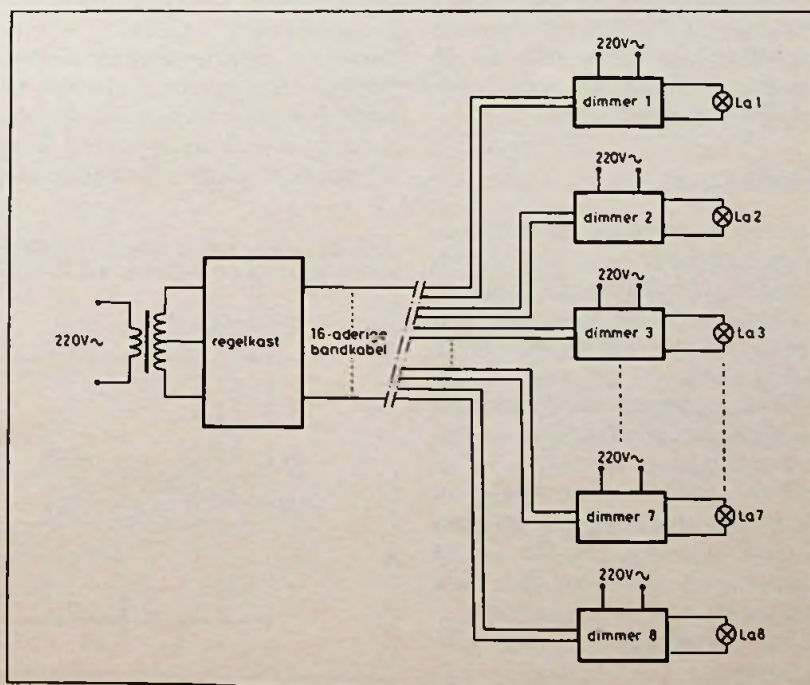 220V~
dimmer 1
La1
220V~
dimmer 2
La2
220V~
regelkast
16-aderige
bandkabel
220V~
dimmer 3
La3
220V~
dimmer 7
La7
220V~
dimmer 8
La8